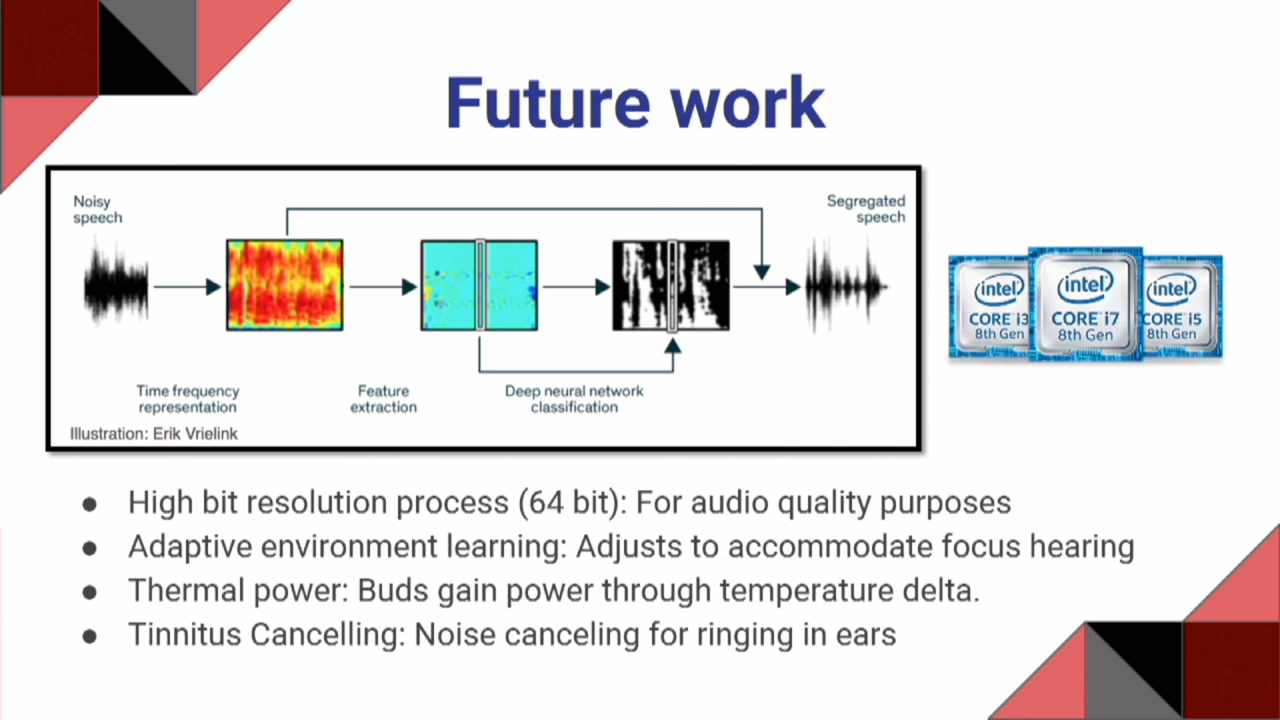 Future work
Noisy
speech
Segregated
speech
Time frequency
representation
Feature
extraction
Deep neural network
classification
Illustration: Erik Vrielink
intel
CORE i3
8th Gen
intel
CORE i7
8th Gen
intel
CORE i5
8th Gen
● High bit resolution process (64 bit): For audio quality purposes
● Adaptive environment learning: Adjusts to accommodate focus hearing
● Thermal power: Buds gain power through temperature delta.
● Tinnitus Cancelling: Noise canceling for ringing in ears